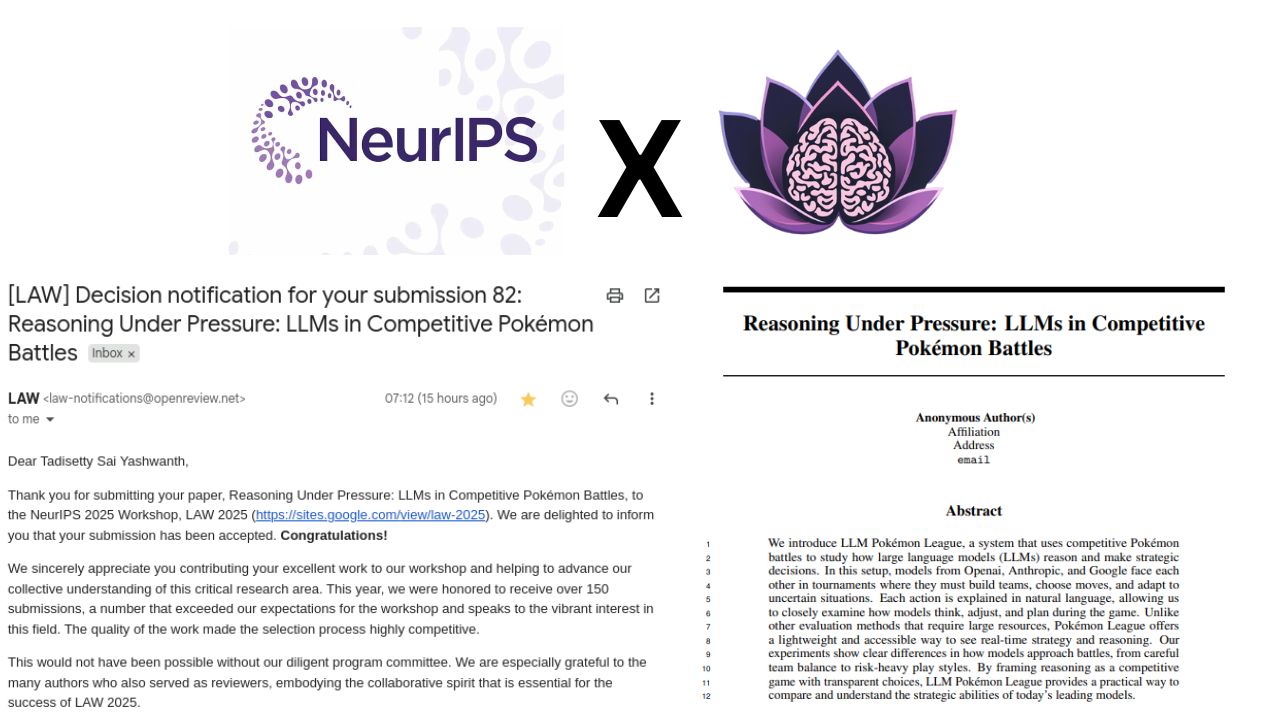 NeurIPS
X
[LAW] Decision notification for your submission 82:
Reasoning Under Pressure: LLMs in Competitive Pokémon
Battles Inbox ×
LAW <law-notifications@openreview.net> 07:12 (15 hours ago)
to me
Dear Tadisetty Sai Yashwanth,
Thank you for submitting your paper, Reasoning Under Pressure: LLMs in Competitive Pokémon Battles, to
the NeurIPS 2025 Workshop, LAW 2025 (https://sites.google.com/view/law-2025). We are delighted to inform
you that your submission has been accepted. Congratulations!
We sincerely appreciate you contributing your excellent work to our workshop and helping to advance our
collective understanding of this critical research area. This year, we were honored to receive over 150
submissions, a number that exceeded our expectations for the workshop and speaks to the vibrant interest in
this field. The quality of the work made the selection process highly competitive.
This would not have been possible without our diligent program committee. We are especially grateful to the
many authors who also served as reviewers, embodying the collaborative spirit that is essential for the
success of LAW 2025.
Reasoning Under Pressure: LLMs in Competitive
Pokémon Battles
Anonymous Author(s)
Affiliation
Address
email
Abstract
1 We introduce LLM Pokémon League, a system that uses competitive Pokémon
2 battles to study how large language models (LLMs) reason and make strategic
3 decisions. In this setup, models from Openai, Anthropic, and Google face each
4 other in tournaments where they must build teams, choose moves, and adapt to
5 uncertain situations. Each action is explained in natural language, allowing us
6 to closely examine how models think, adjust, and plan during the game. Unlike
7 other evaluation methods that require large resources, Pokémon League offers
8 a lightweight and accessible way to see real-time strategy and reasoning. Our
9 experiments show clear differences in how models approach battles, from careful
10 team balance to risk-heavy play styles. By framing reasoning as a competitive
11 game with transparent choices, LLM Pokémon League provides a practical way to
12 compare and understand the strategic abilities of today's leading models.